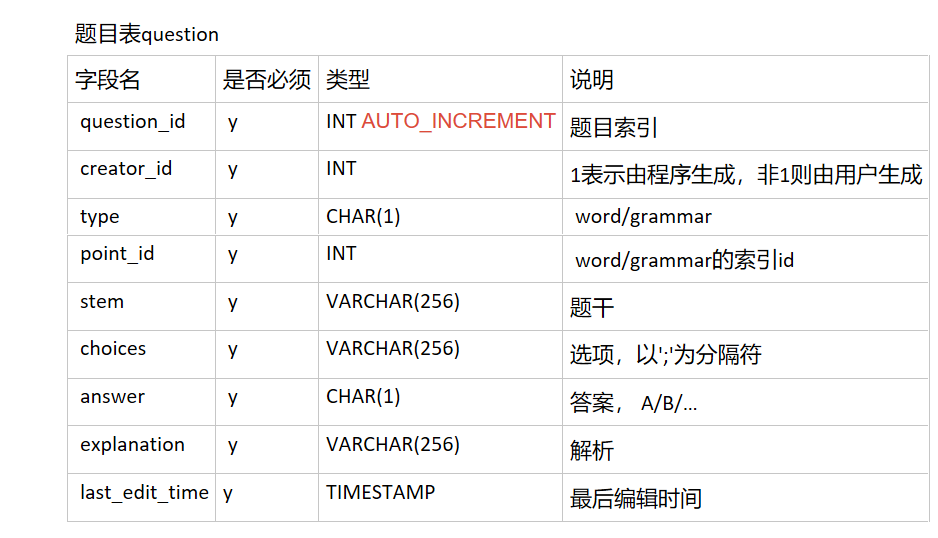 题目表question
字段名 是否必须 类型 说明
question_id y INT AUTO_INCREMENT 题目索引
creator_id y INT 1表示由程序生成，非1则由用户生成
type y CHAR(1) word/grammar
point_id y INT word/grammar的索引id
stem y VARCHAR(256) 题干
choices y VARCHAR(256) 选项，以';'为分隔符
answer y CHAR(1) 答案， A/B/...
explanation y VARCHAR(256) 解析
last_edit_time y TIMESTAMP 最后编辑时间